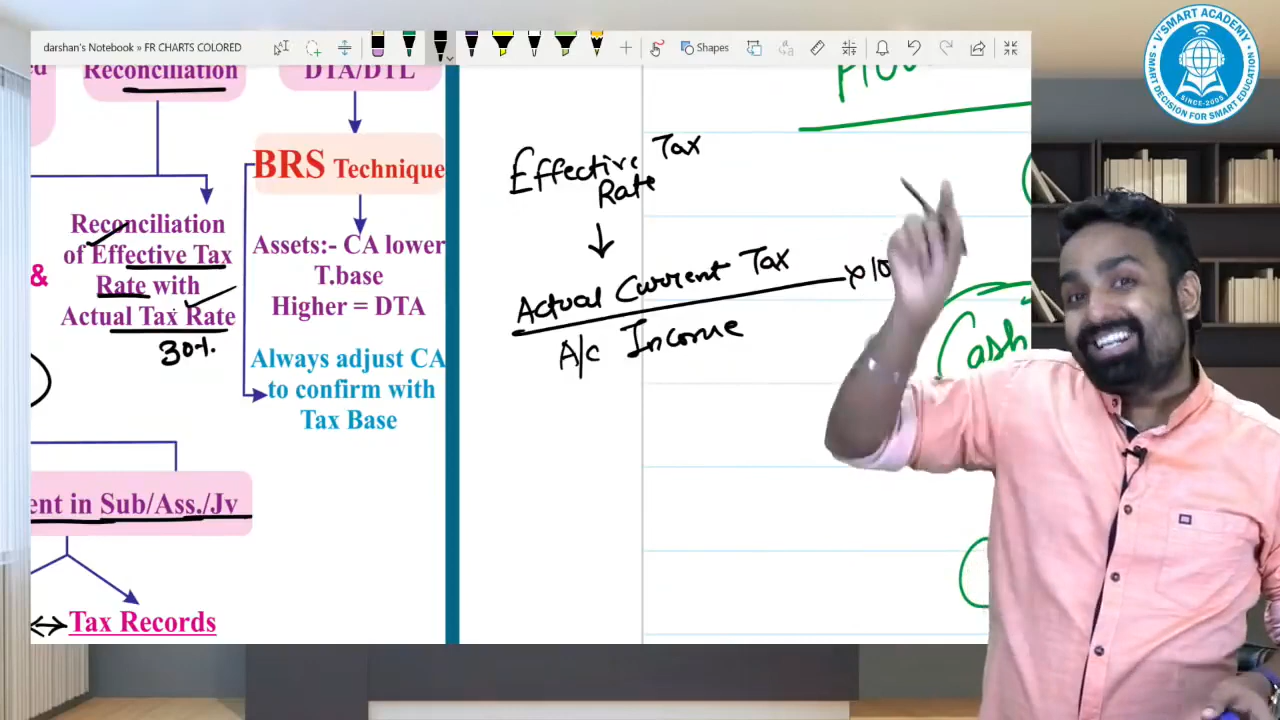 darshan's Notebook » FR CHARTS COLORED
Shapes
V'SMART ACADEMY
SINCE-2005
SMART DECISION FOR SMART EDUCATION
Reconciliation
DTA/DTL
BRS Technique
Assets:- CA lower
T.base
Higher = DTA
Always adjust CA
to confirm with
Tax Base
Reconciliation
of Effective Tax
Rate with
Actual Tax Rate
30%
&
ent in Sub/Ass./Jv
Tax Records
Effective Tax
Rate
Actual Current Tax
A/c Income
Cash